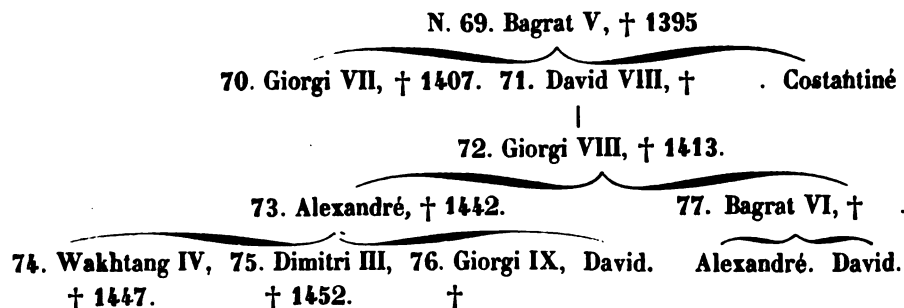 N. 69. Bagrat V, † 1395
70. Giorgi VII, † 1407. 71. David VIII, † . Costantiné
72. Giorgi VIII, † 1413.
73. Alexandré, † 1442. 77. Bagrat VI, † .
74. Wakhtang IV, 75. Dimitri III, 76. Giorgi IX, David. Alexandré. David.
† 1447. † 1452. †